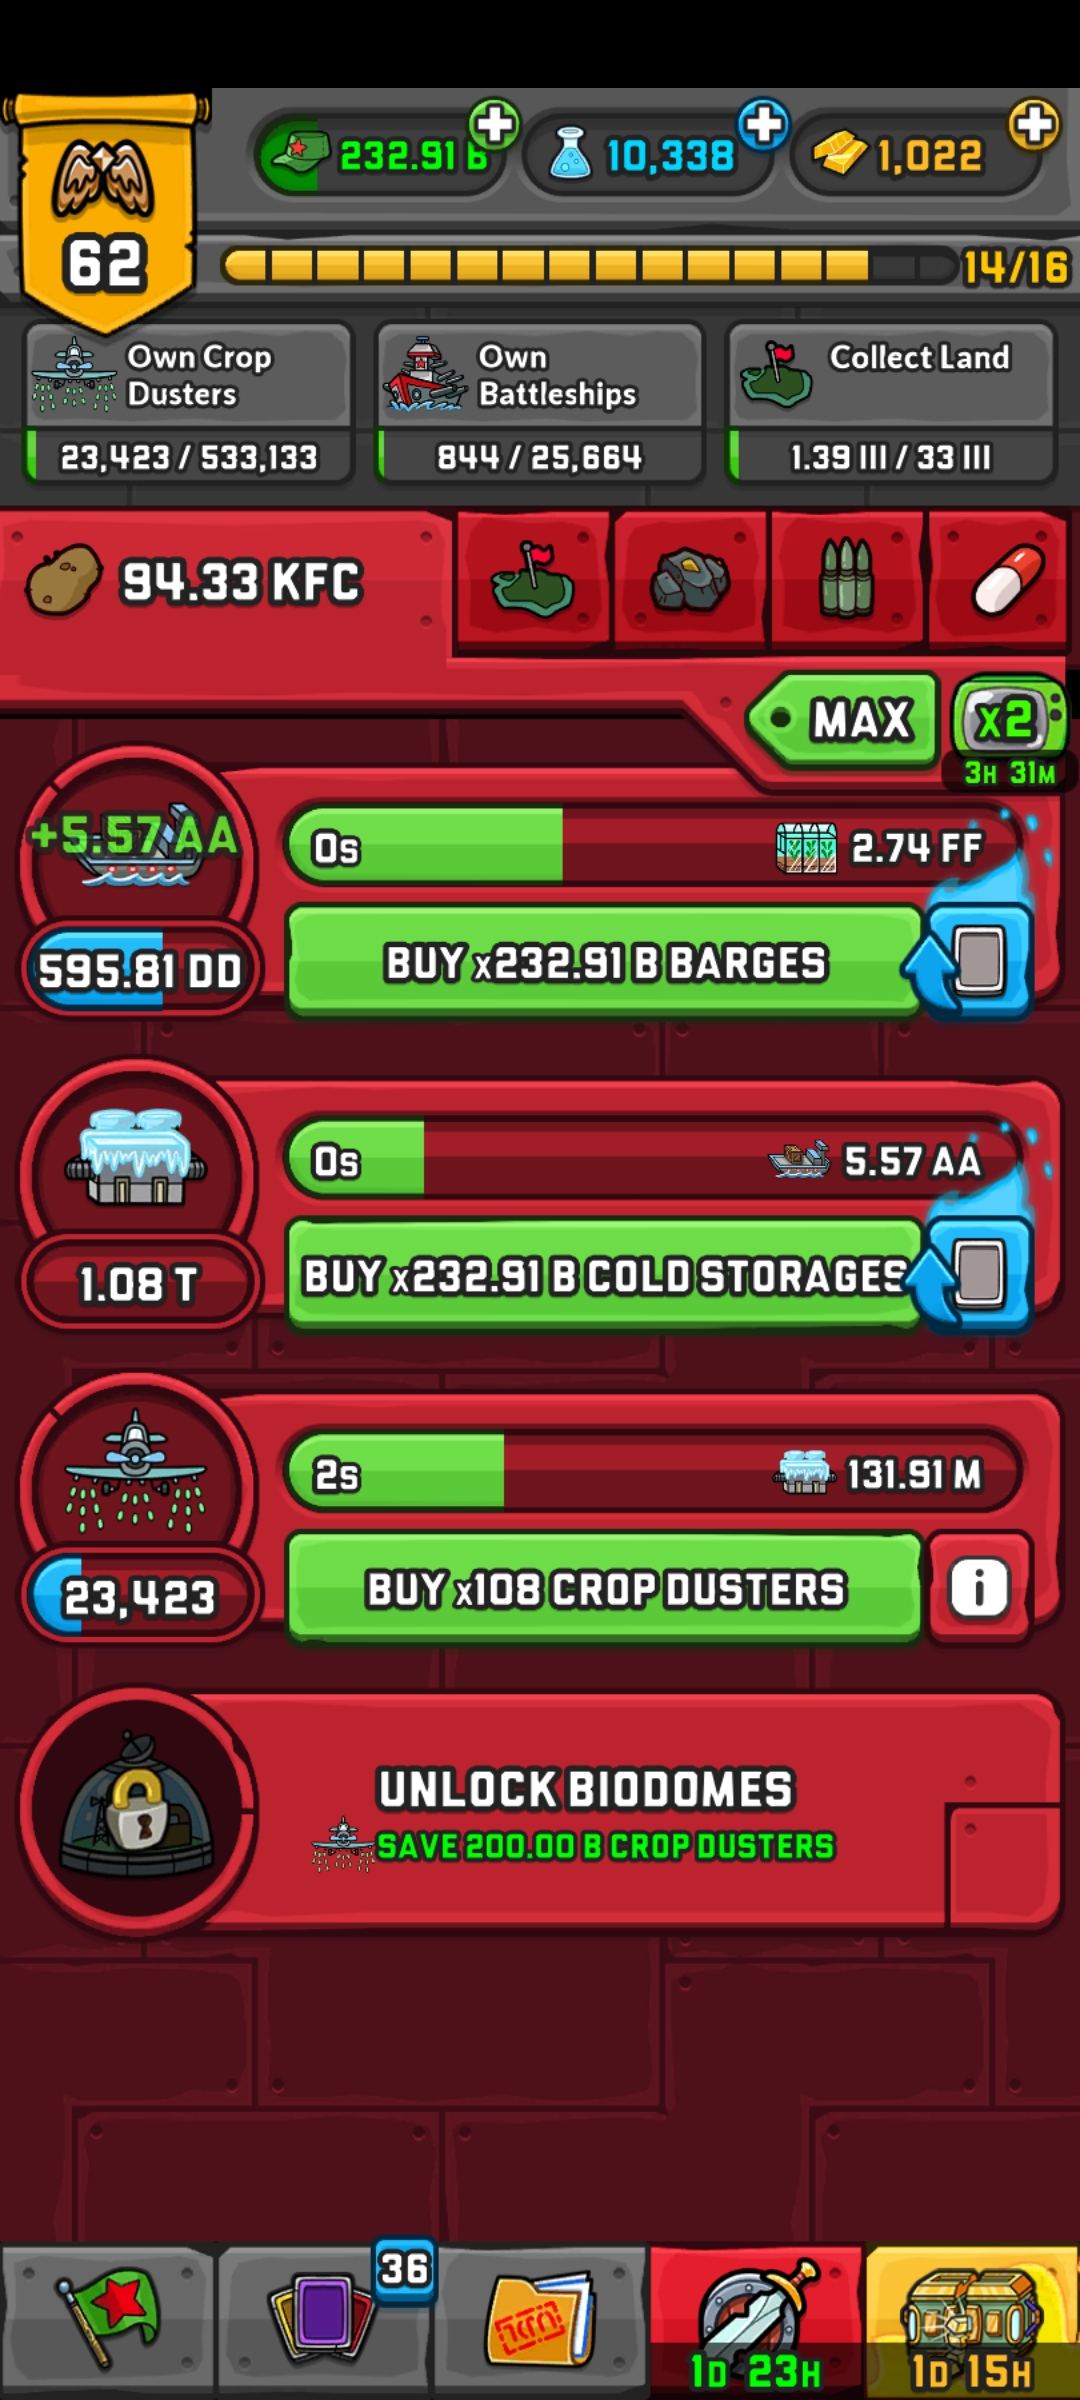 232.91 B
10,338
1,022
62
14/16
Own Crop
Dusters
23,423 / 533,133
Own
Battleships
844 / 25,664
Collect Land
1.39 III / 33 III
94.33 KFC
MAX
x2
3H 31M
+5.57 AA
0s
2.74 FF
595.81 DD
BUY x232.91 B BARGES
0s
5.57 AA
1.08 T
BUY x232.91 B COLD STORAGES
2s
131.91 M
23,423
BUY x108 CROP DUSTERS
i
UNLOCK BIODOMES
SAVE 200.00 B CROP DUSTERS
36
1D 23H
1D 15H